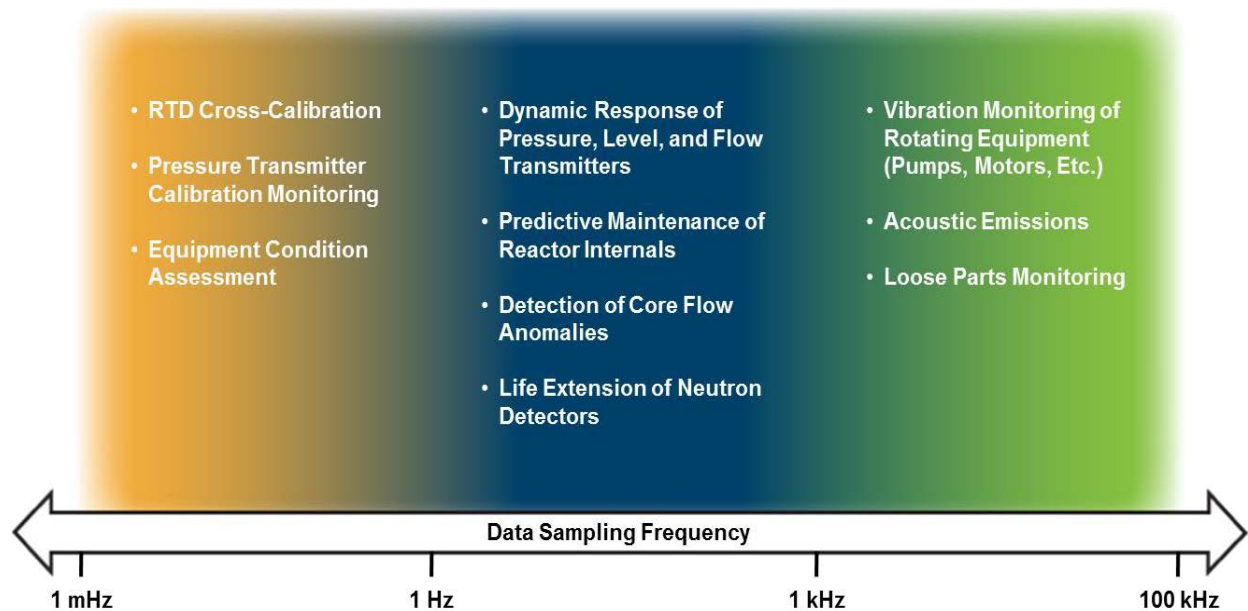 • RTD Cross-Calibration
• Pressure Transmitter
Calibration Monitoring
• Equipment Condition
Assessment
• Dynamic Response of
Pressure, Level, and Flow
Transmitters
• Predictive Maintenance of
Reactor Internals
• Detection of Core Flow
Anomalies
• Life Extension of Neutron
Detectors
• Vibration Monitoring of
Rotating Equipment
(Pumps, Motors, Etc.)
• Acoustic Emissions
• Loose Parts Monitoring
Data Sampling Frequency
1 mHz
1 Hz
1 kHz
100 kHz